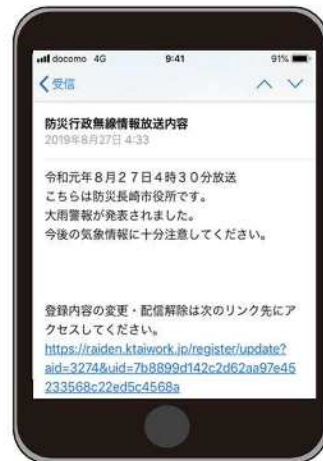 docomo 4G 9:41 91%
受信
防災行政無線情報放送内容
2019年8月27日 4:33
令和元年８月２７日４時３０分放送
こちらは防災長崎市役所です。
大雨警報が発表されました。
今後の気象情報に十分注意してください。
登録内容の変更・配信解除は次のリンク先にア
クセスしてください。
https://raiden.ktaiwork.jp/register/update?
aid=3274&uid=7b8899d142c2d62aa97e45
233568c22ed5c4568a